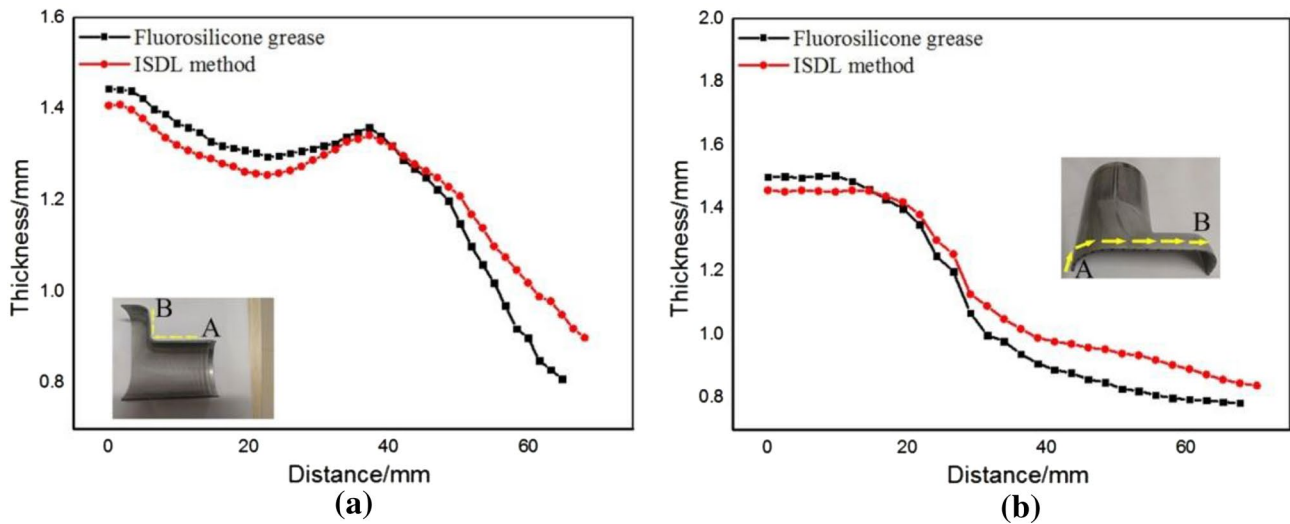 1.6
1.4
1.2
1.0
0.8
Thickness/mm
Fluorosilicone grease
ISDL method
B
A
0
20
40
60
Distance/mm
(a)
2.0
1.8
1.6
1.4
1.2
1.0
0.8
Thickness/mm
Fluorosilicone grease
ISDL method
B
A
0
20
40
60
Distance/mm
(b)